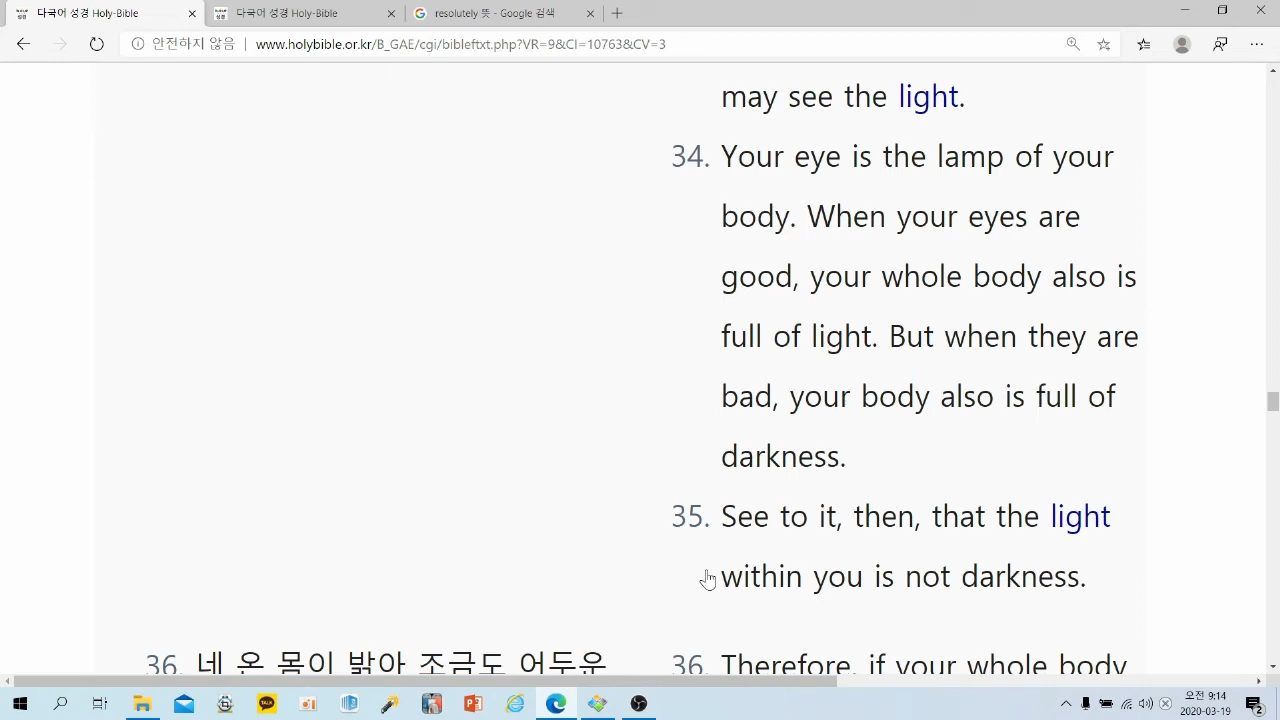 다국어 성경 Holy-Bible
다국어 성경 Holy-Bible
resolutely 뜻 - Google 검색
안전하지 않음
www.holybible.or.kr/B_GAE/cgi/bibleftxt.php?VR=9&CI=10763&CV=3
may see the light.
34. Your eye is the lamp of your
body. When your eyes are
good, your whole body also is
full of light. But when they are
bad, your body also is full of
darkness.
35. See to it, then, that the light
within you is not darkness.
36. 네 온 몸이 밝아 조금도 어두운
36. Therefore, if your whole body
TALK
오전 9:14
2020-03-19
2